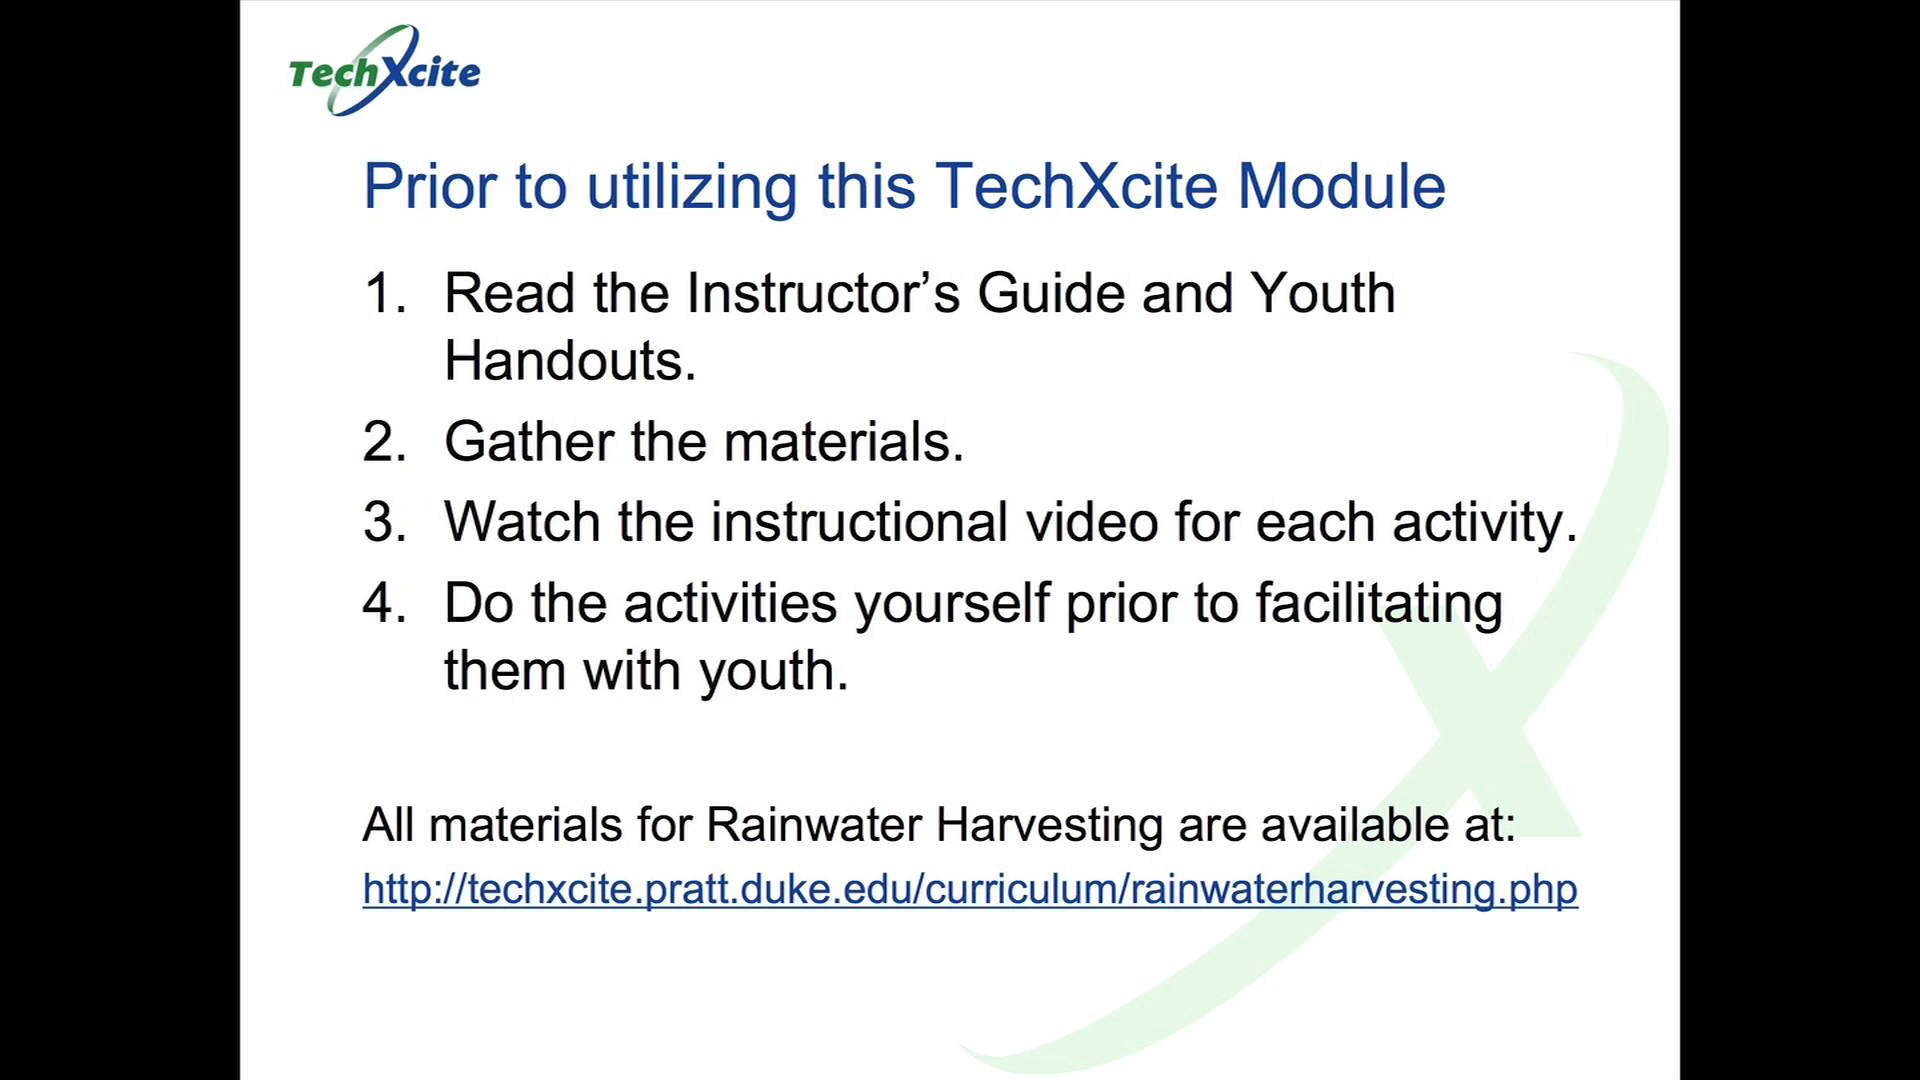 TechXcite
Prior to utilizing this TechXcite Module
1. Read the Instructor’s Guide and Youth
Handouts.
2. Gather the materials.
3. Watch the instructional video for each activity.
4. Do the activities yourself prior to facilitating
them with youth.
All materials for Rainwater Harvesting are available at:
http://techxcite.pratt.duke.edu/curriculum/rainwaterharvesting.php